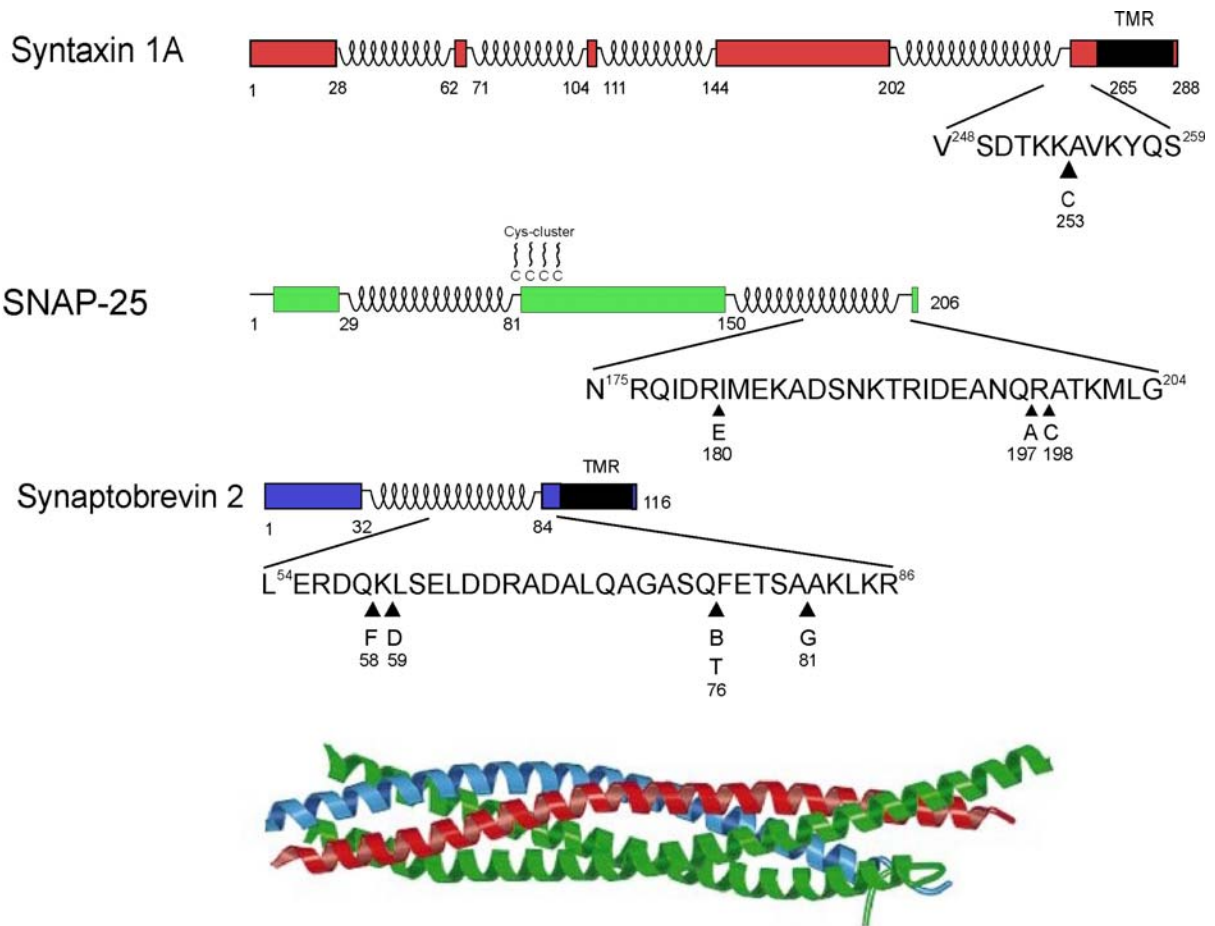 TMR
Syntaxin 1A
1 28 62 71 104 111 144 202 265 288
V²⁴⁸SDTKKAVKYQS²⁵⁹
C
253
Cys-cluster
C C C C
SNAP-25
1 29 81 150 206
N¹⁷⁵RQIDRIMEKADSNKTRIDEANQRATKMLG²⁰⁴
E A C
180 197 198
TMR
Synaptobrevin 2
1 32 84 116
L⁵⁴ERDQKLSELDDRADALQAGASQFETSAAKLKR⁸⁶
F D B G
58 59 T 81
76